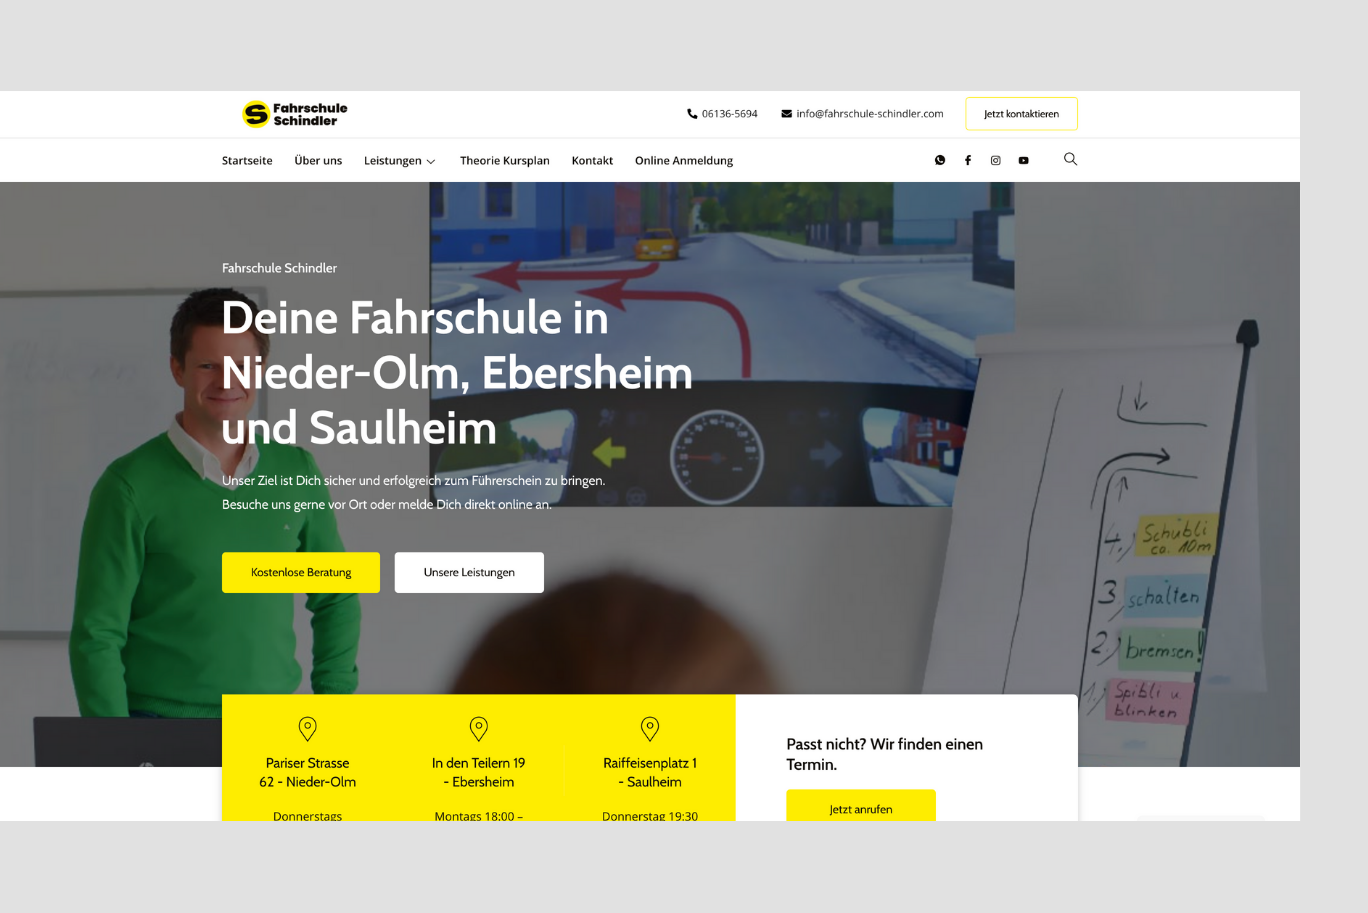 Fahrschule
Schindler
06136-5694
info@fahrschule-schindler.com
Jetzt kontaktieren
Startseite
Über uns
Leistungen
Theorie Kursplan
Kontakt
Online Anmeldung
Fahrschule Schindler
Deine Fahrschule in
Nieder-Olm, Ebersheim
und Saulheim
Unser Ziel ist Dich sicher und erfolgreich zum Führerschein zu bringen.
Besuche uns gerne vor Ort oder melde Dich direkt online an.
Kostenlose Beratung
Unsere Leistungen
4.) Schubli
ca. 10m
3. schalten
2.) bremsen!
1.) Spibli u.
blinken
Pariser Strasse
62 - Nieder-Olm
Donnerstags
In den Teilern 19
- Ebersheim
Montags 18:00 –
Raiffeisenplatz 1
- Saulheim
Donnerstag 19:30
Passt nicht? Wir finden einen
Termin.
Jetzt anrufen